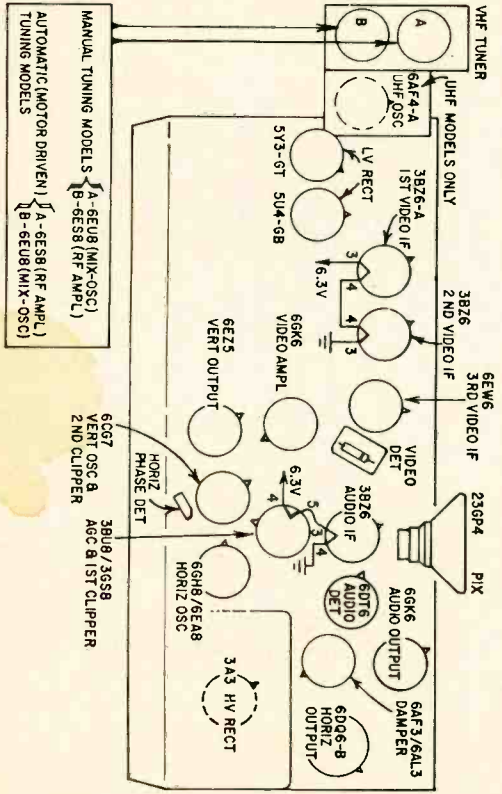 VHF TUNER
B
A
UHF MODELS ONLY
6AF4-A
UHF OSC
3BZ6-A
1ST VIDEO IF
3BZ6
2ND VIDEO IF
6EW6
3RD VIDEO IF
VIDEO
DET
23GP4
PIX
LV RECT
5Y3-GT
5U4-GB
3
4
6.3V
4
3
6GK6
VIDEO AMPL
6EZ5
VERT OUTPUT
3BZ6
AUDIO IF
6.3V
4
5
3
4
6DT6
AUDIO
DET
6GK6
AUDIO OUTPUT
6AF3/6AL3
DAMPER
6DQ6-B
HORIZ
OUTPUT
3A3 HV RECT
6GH8/6EA8
HORIZ OSC
3BU8/3GS8
AGC & 1ST CLIPPER
HORIZ
PHASE DET
6CG7
VERT OSC &
2ND CLIPPER
MANUAL TUNING MODELS { A-6EU8 (MIX-OSC)
B-6ES8 (RF AMPL)
AUTOMATIC (MOTOR DRIVEN) { A-6ES8 (RF AMPL)
TUNING MODELS B-6EU8 (MIX-OSC)